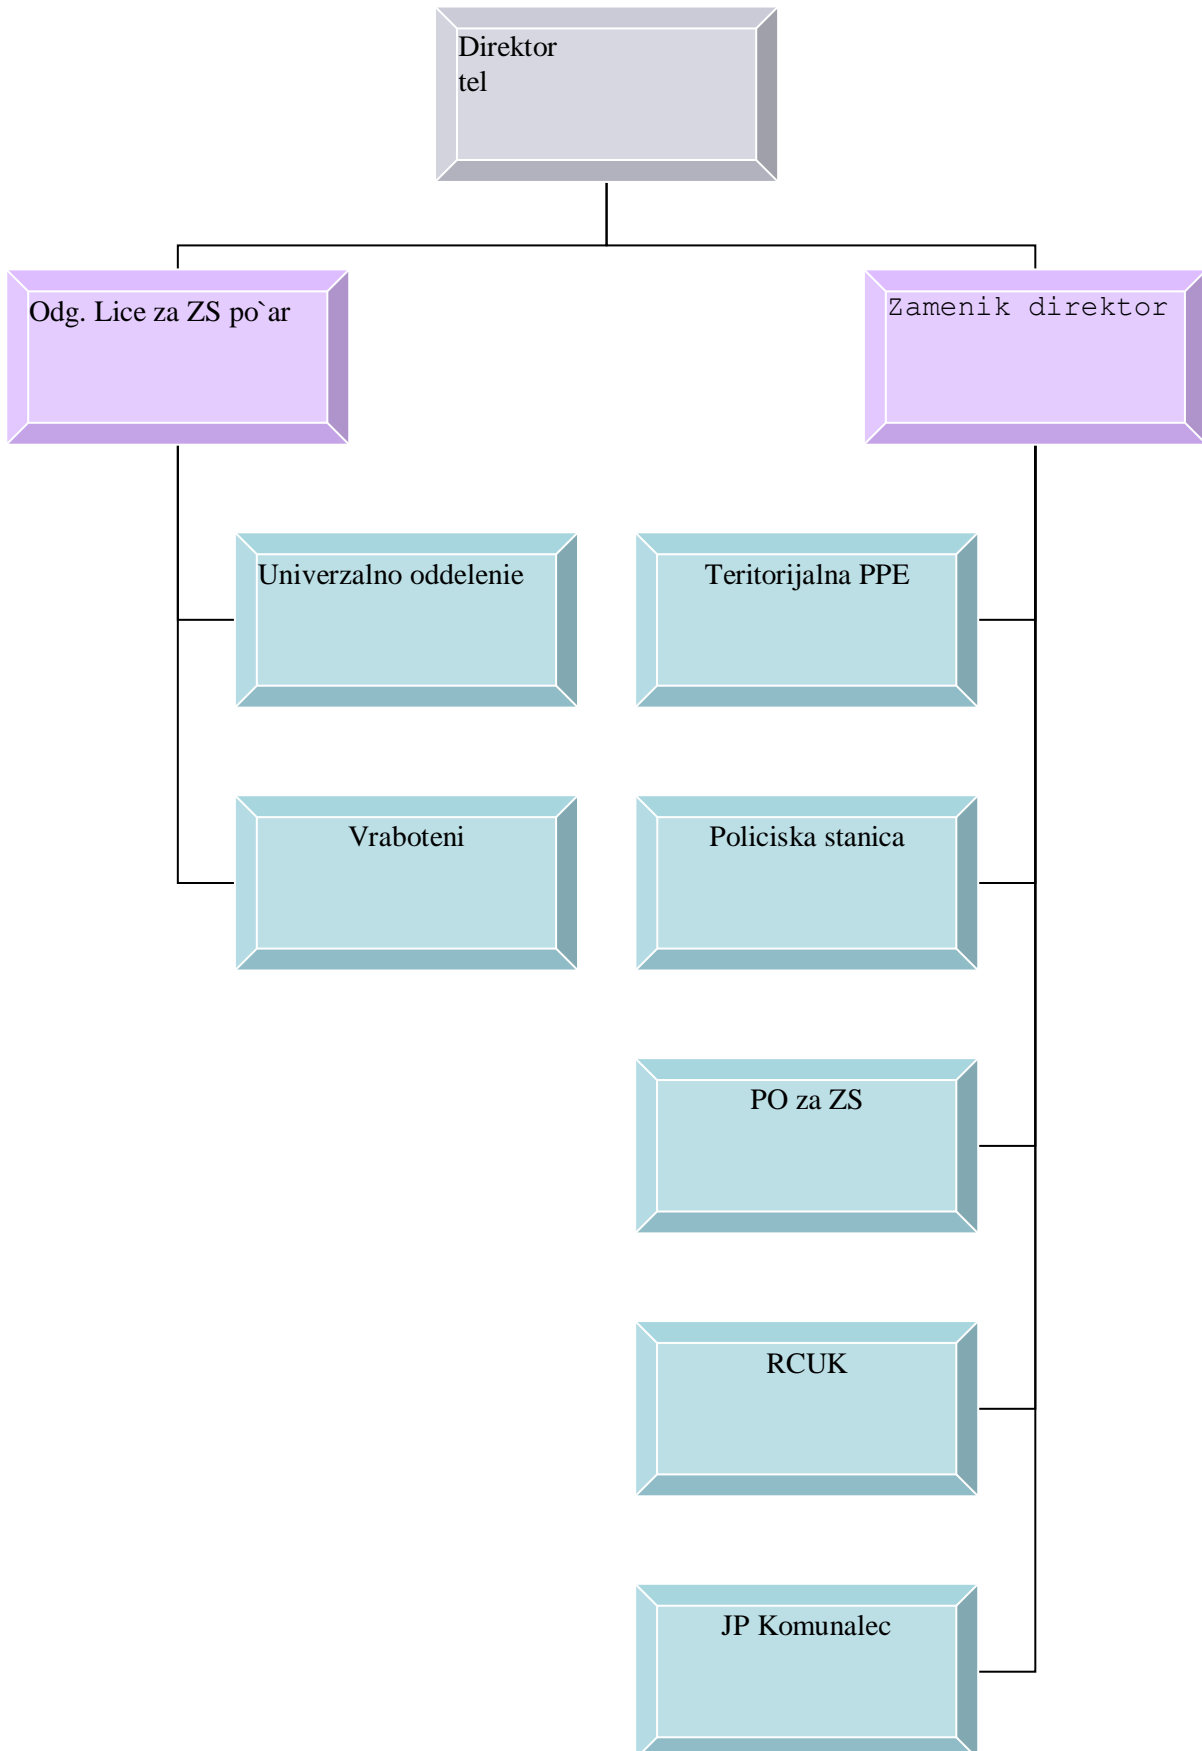 Direktor
tel
Odg. Lice za ZS po`ar
Zamenik direktor
Univerzalno oddelenie
Teritorijalna PPE
Vraboteni
Policiska stanica
PO za ZS
RCUK
JP Komunalec